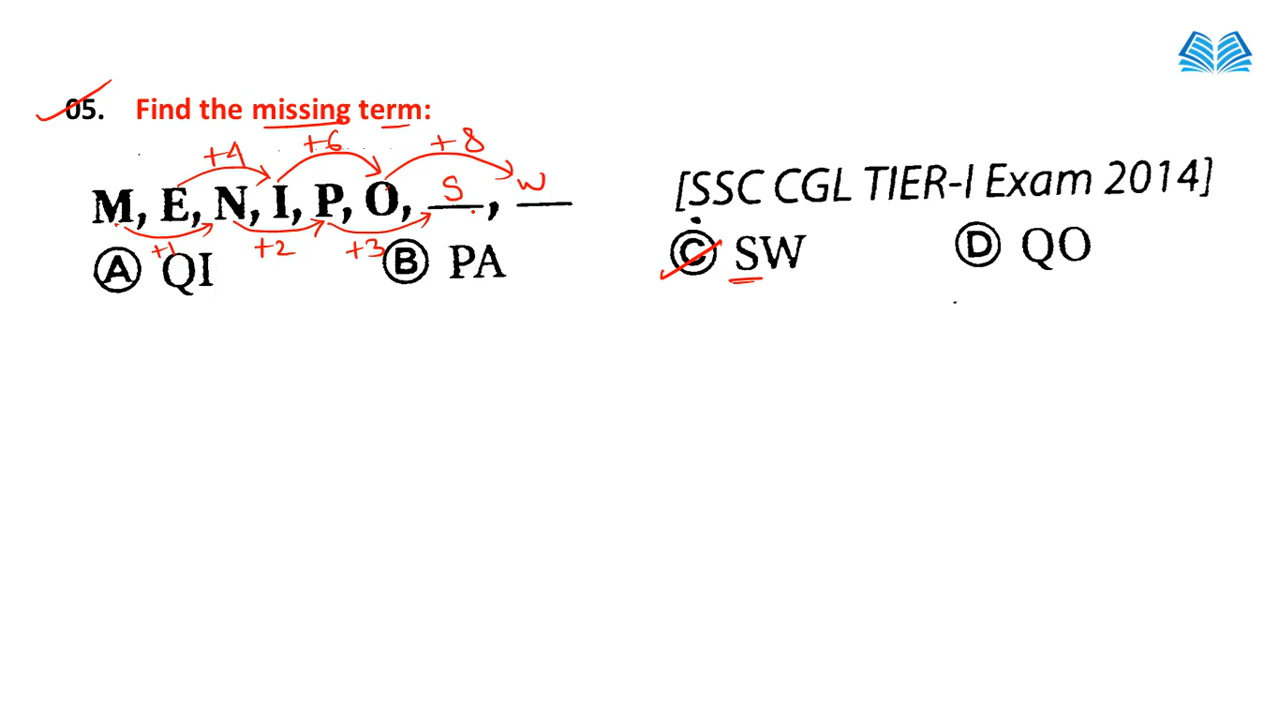 05. Find the missing term:
+4 +6 +8
M, E, N, I, P, O, S, W
[SSC CGL TIER-I Exam 2014]
+1 +2 +3
Ⓐ QI Ⓑ PA Ⓒ SW Ⓓ QO